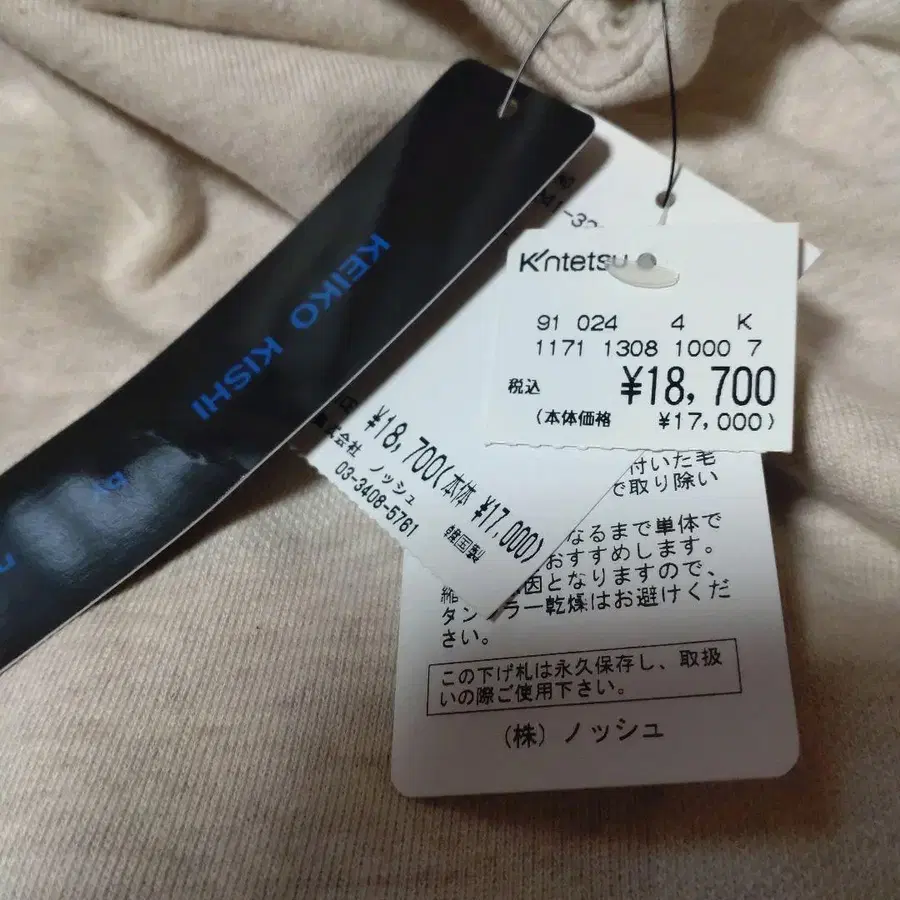 KEIKO KISHI
Kintetsu
91 024 4 K
1171 1308 1000 7
税込 ¥18,700
(本体価格 ¥17,000)
¥18,700(本体 ¥17,000)
株式会社 ノッシュ
03-3408-5761
韓国製
付いた毛
で取り除い
なるまで単体で
おすすめします。
因となりますので、
タンブラー乾燥はお避けくだ
さい。
この下げ札は永久保存し、取扱
いの際ご使用下さい。
(株)ノッシュ